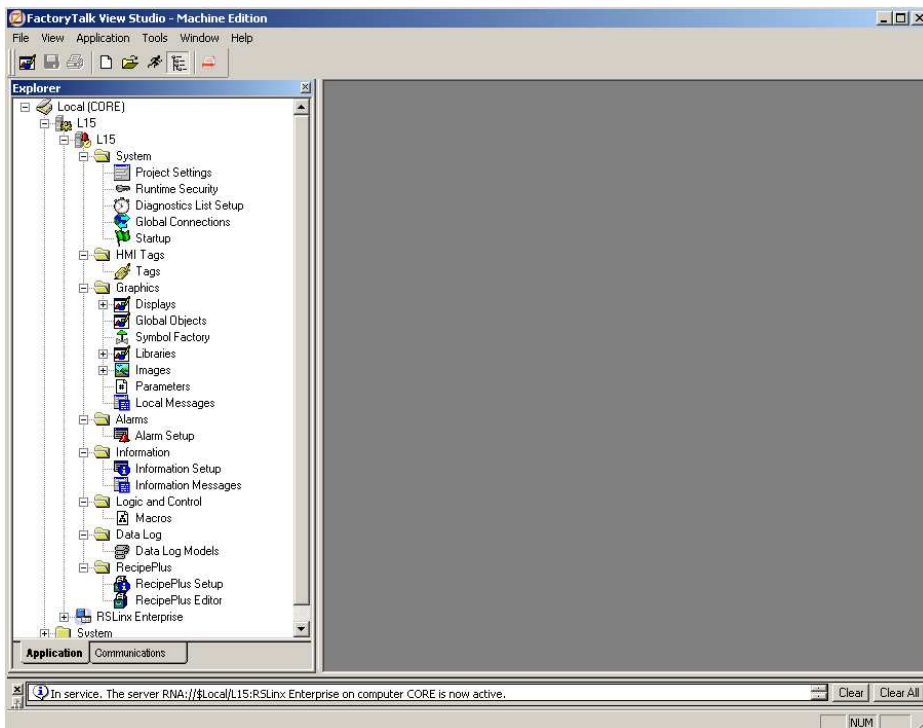 FactoryTalk View Studio - Machine Edition
File View Application Tools Window Help
Explorer
Local (CORE)
L15
L15
System
Project Settings
Runtime Security
Diagnostics List Setup
Global Connections
Startup
HMI Tags
Tags
Graphics
Displays
Global Objects
Symbol Factory
Libraries
Images
Parameters
Local Messages
Alarms
Alarm Setup
Information
Information Setup
Information Messages
Logic and Control
Macros
Data Log
Data Log Models
RecipePlus
RecipePlus Setup
RecipePlus Editor
RSLinx Enterprise
System
Application Communications
In service. The server RNA://$Local/L15:RSLinx Enterprise on computer CORE is now active.
Clear Clear All
NUM